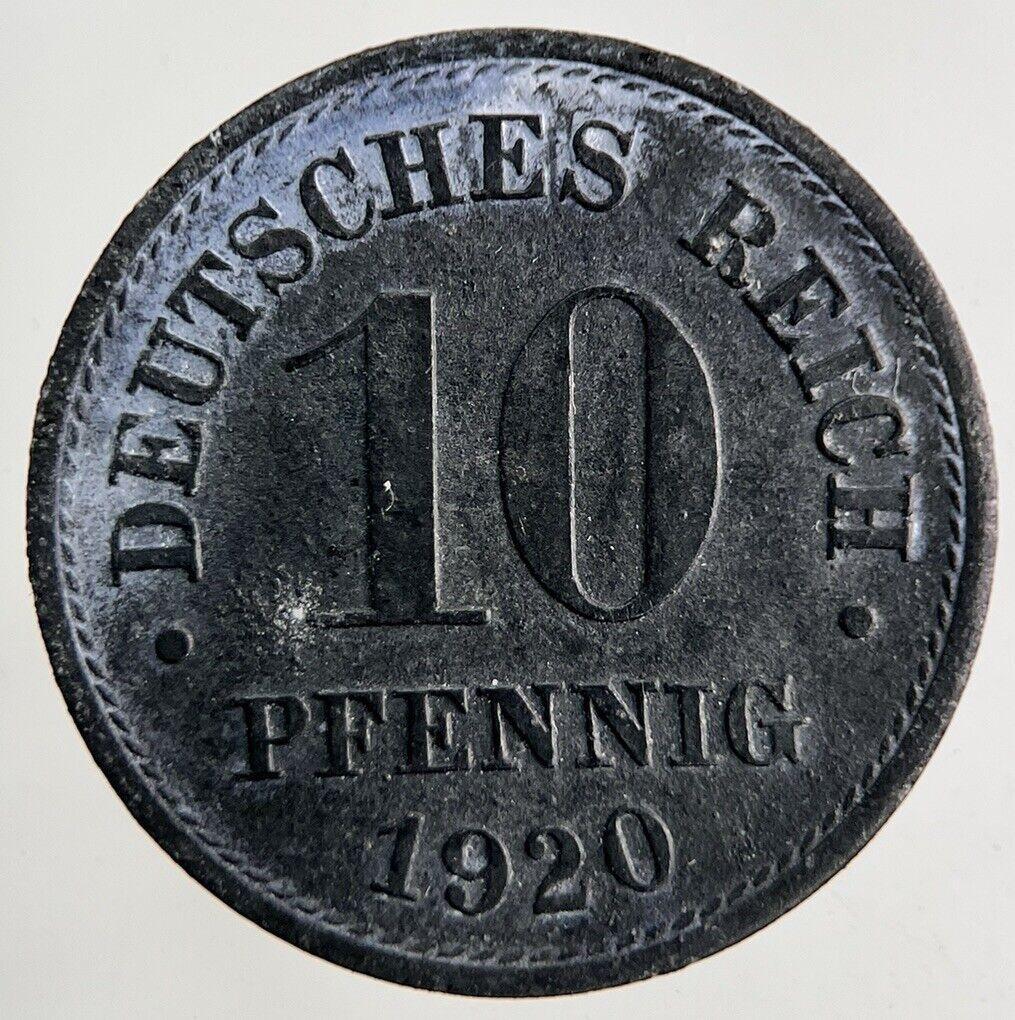 · DEUTSCHES REICH ·
10
PFENNIG
1920